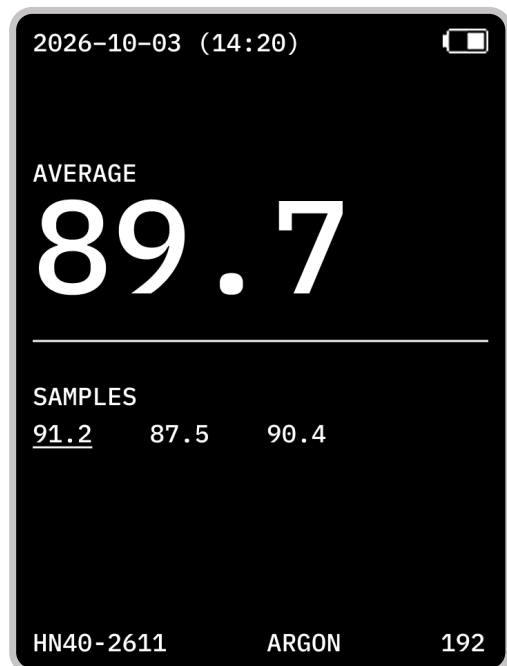 2026-10-03 (14:20)
AVERAGE
89.7
SAMPLES
91.2 87.5 90.4
HN40-2611 ARGON 192